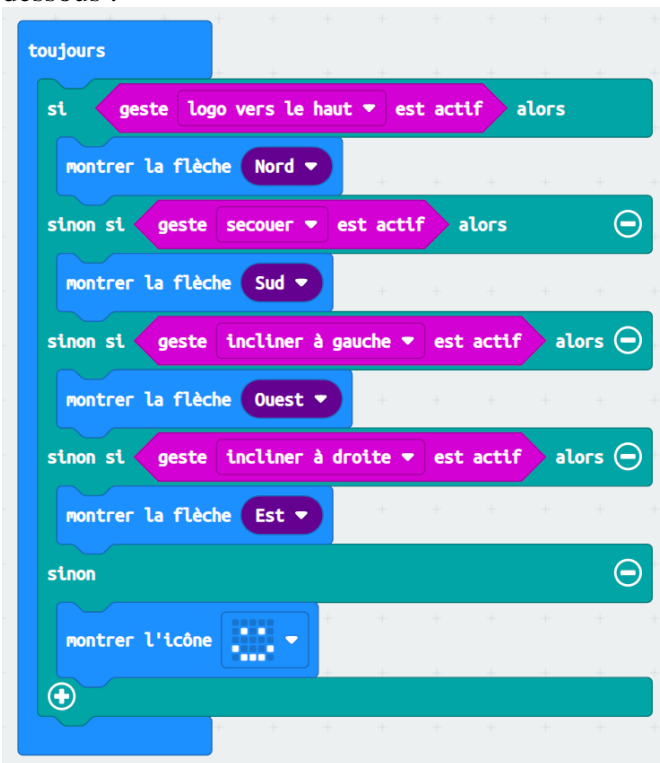 dessous :
toujours
si geste logo vers le haut est actif alors
montrer la flèche Nord
sinon si geste secouer est actif alors
montrer la flèche Sud
sinon si geste incliner à gauche est actif alors
montrer la flèche Ouest
sinon si geste incliner à droite est actif alors
montrer la flèche Est
sinon
montrer l'icône